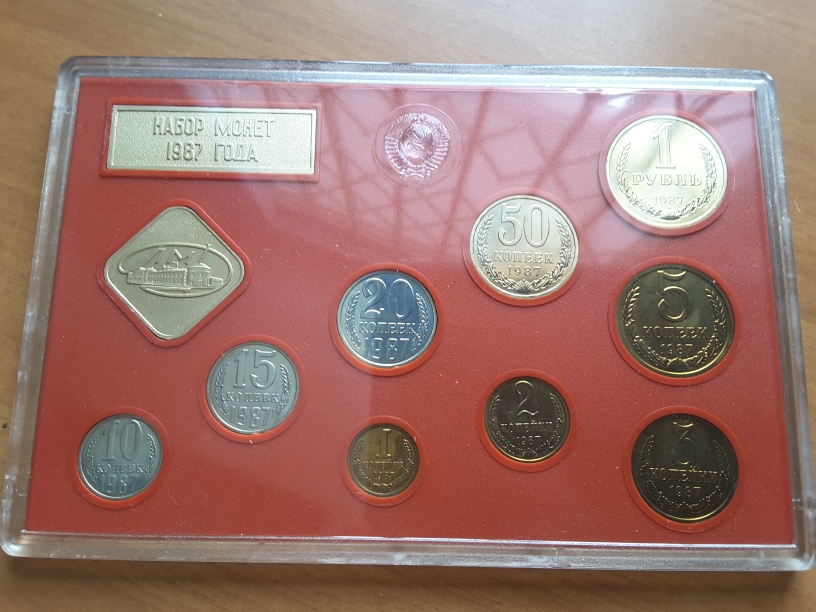 НАБОР МОНЕТ
1987 ГОДА
1
РУБЛЬ
1987
50
КОПЕЕК
1987
ЛМД
20
КОПЕЕК
1987
5
КОПЕЕК
1987
15
КОПЕЕК
1987
2
КОПЕЙКИ
1987
10
КОПЕЕК
1987
1
КОПЕЙКА
1987
3
КОПЕЙКИ
1987